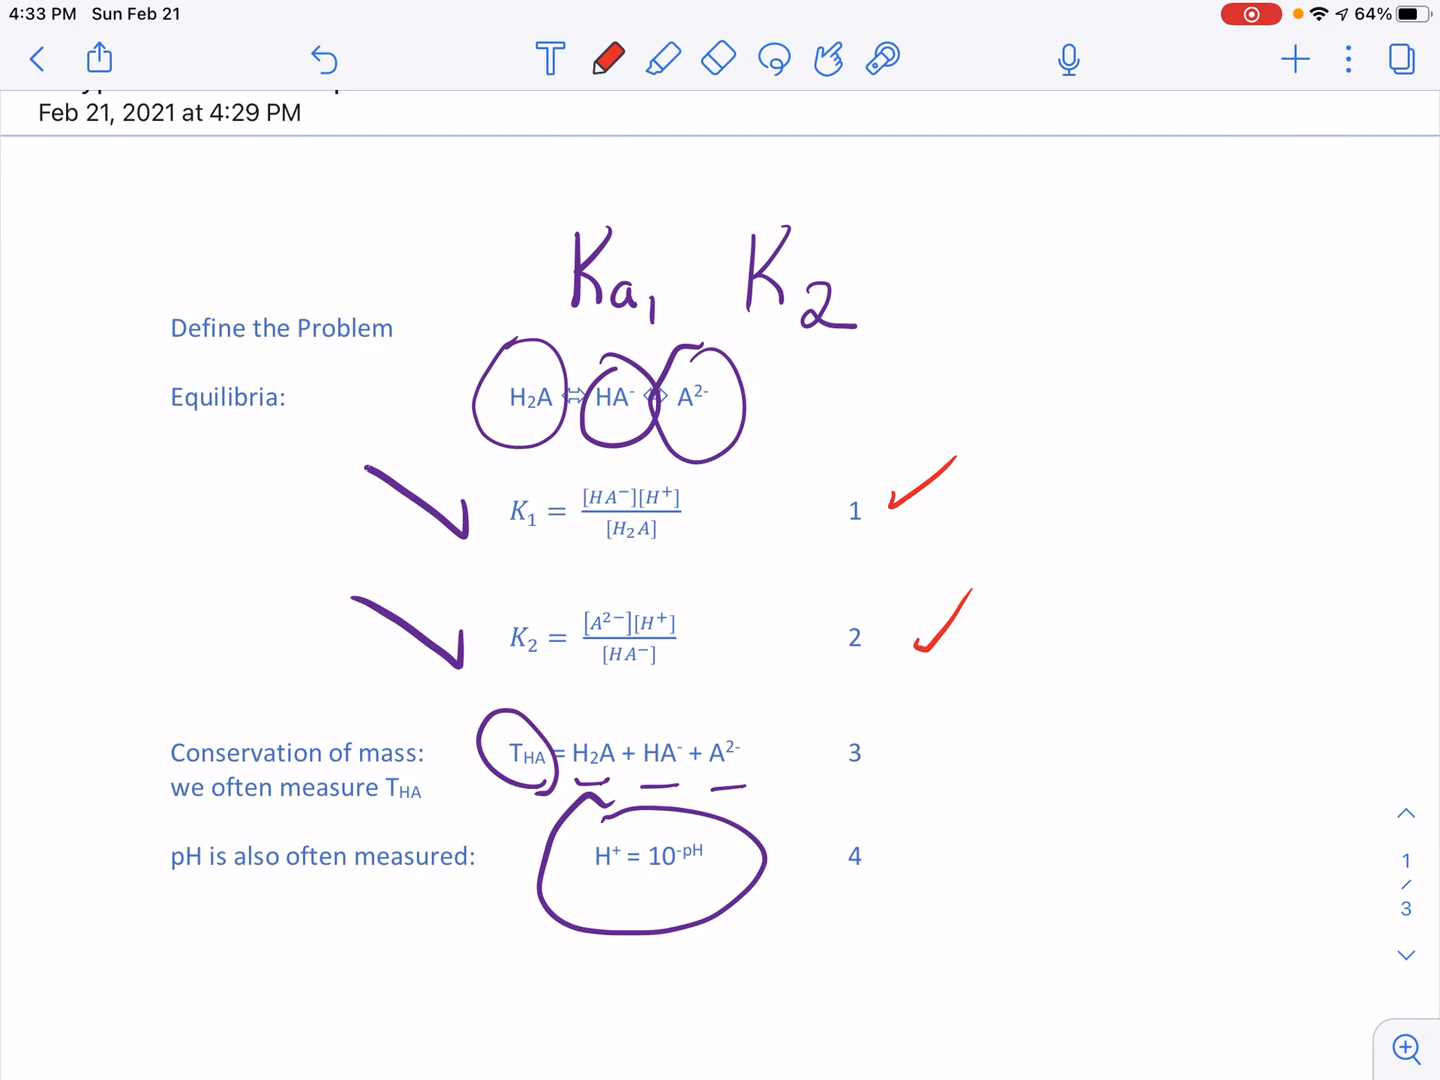 4:33 PM Sun Feb 21
64%
T
Feb 21, 2021 at 4:29 PM
Ka₁ K₂
Define the Problem
Equilibria: H₂A ⇔ HA⁻ ⇔ A²⁻
K₁ = [HA⁻][H⁺] / [H₂A] 1
K₂ = [A²⁻][H⁺] / [HA⁻] 2
Conservation of mass: T_HA = H₂A + HA⁻ + A²⁻ 3
we often measure T_HA
pH is also often measured: H⁺ = 10^-pH 4
1
/
3